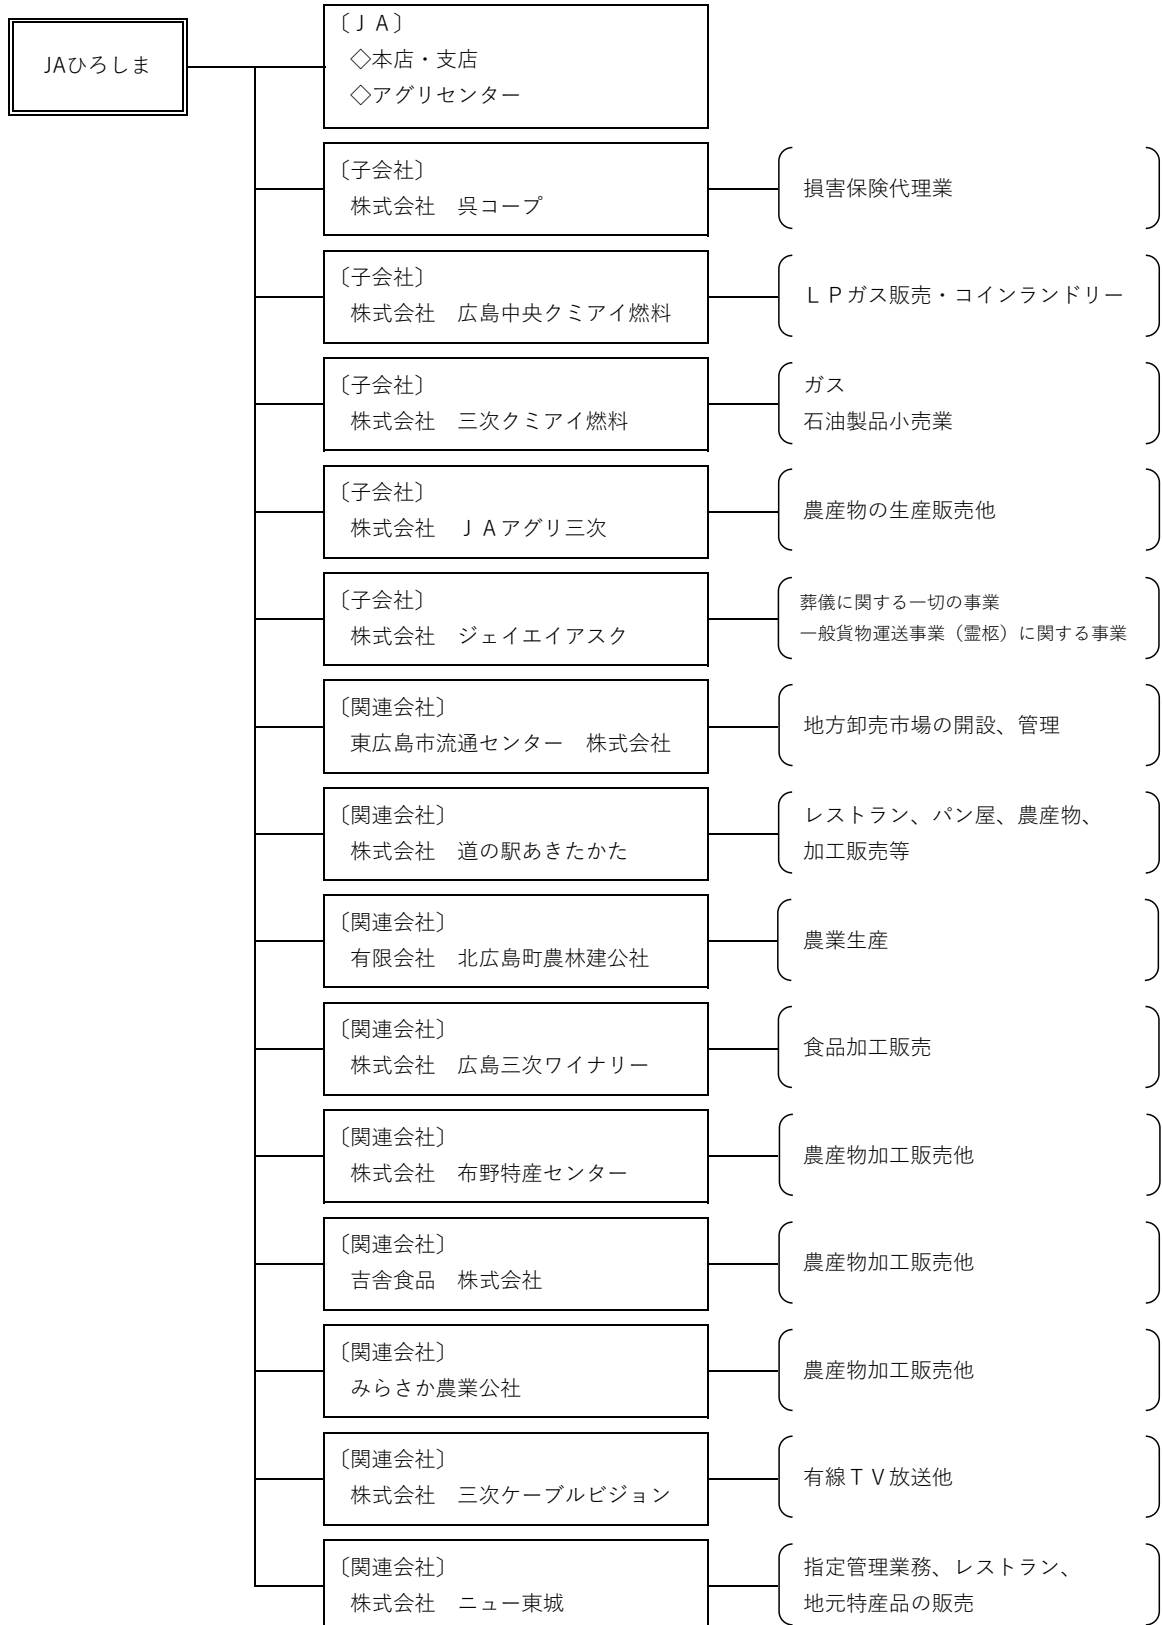 JAひろしま
〔ＪＡ〕
◇本店・支店
◇アグリセンター
〔子会社〕
株式会社　呉コープ
損害保険代理業
〔子会社〕
株式会社　広島中央クミアイ燃料
ＬＰガス販売・コインランドリー
〔子会社〕
株式会社　三次クミアイ燃料
ガス
石油製品小売業
〔子会社〕
株式会社　ＪＡアグリ三次
農産物の生産販売他
〔子会社〕
株式会社　ジェイエイアスク
葬儀に関する一切の事業
一般貨物運送事業（霊柩）に関する事業
〔関連会社〕
東広島市流通センター　株式会社
地方卸売市場の開設、管理
〔関連会社〕
株式会社　道の駅あきたかた
レストラン、パン屋、農産物、
加工販売等
〔関連会社〕
有限会社　北広島町農林建公社
農業生産
〔関連会社〕
株式会社　広島三次ワイナリー
食品加工販売
〔関連会社〕
株式会社　布野特産センター
農産物加工販売他
〔関連会社〕
吉舎食品　株式会社
農産物加工販売他
〔関連会社〕
みらさか農業公社
農産物加工販売他
〔関連会社〕
株式会社　三次ケーブルビジョン
有線ＴＶ放送他
〔関連会社〕
株式会社　ニュー東城
指定管理業務、レストラン、
地元特産品の販売